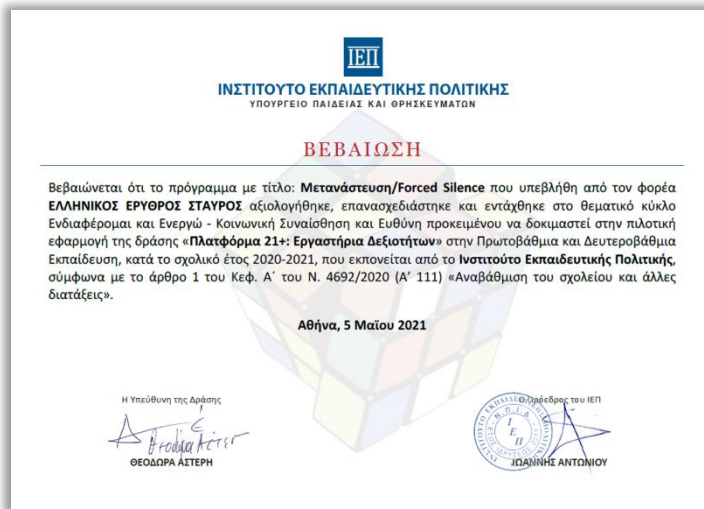 ΙΕΠ
ΙΝΣΤΙΤΟΥΤΟ ΕΚΠΑΙΔΕΥΤΙΚΗΣ ΠΟΛΙΤΙΚΗΣ
ΥΠΟΥΡΓΕΙΟ ΠΑΙΔΕΙΑΣ ΚΑΙ ΘΡΗΣΚΕΥΜΑΤΩΝ
ΒΕΒΑΙΩΣΗ
Βεβαιώνεται ότι το πρόγραμμα με τίτλο: Μετανάστευση/Forced Silence που υπεβλήθη από τον φορέα
ΕΛΛΗΝΙΚΟΣ ΕΡΥΘΡΟΣ ΣΤΑΥΡΟΣ αξιολογήθηκε, επανασχεδιάστηκε και εντάχθηκε στο θεματικό κύκλο
Ενδιαφέρομαι και Ενεργώ - Κοινωνική Συναίσθηση και Ευθύνη προκειμένου να δοκιμαστεί στην πιλοτική
εφαρμογή της δράσης «Πλατφόρμα 21+: Εργαστήρια Δεξιοτήτων» στην Πρωτοβάθμια και Δευτεροβάθμια
Εκπαίδευση, κατά το σχολικό έτος 2020-2021, που εκπονείται από το Ινστιτούτο Εκπαιδευτικής Πολιτικής,
σύμφωνα με το άρθρο 1 του Κεφ. Α΄ του Ν. 4692/2020 (Α’ 111) «Αναβάθμιση του σχολείου και άλλες
διατάξεις».
Αθήνα, 5 Μαΐου 2021
Η Υπεύθυνη της Δράσης
Θεοδώρα Αστέρη
ΘΕΟΔΩΡΑ ΑΣΤΕΡΗ
Ο Πρόεδρος του ΙΕΠ
Ι
Ε
Π
ΙΩΑΝΝΗΣ ΑΝΤΩΝΙΟΥ